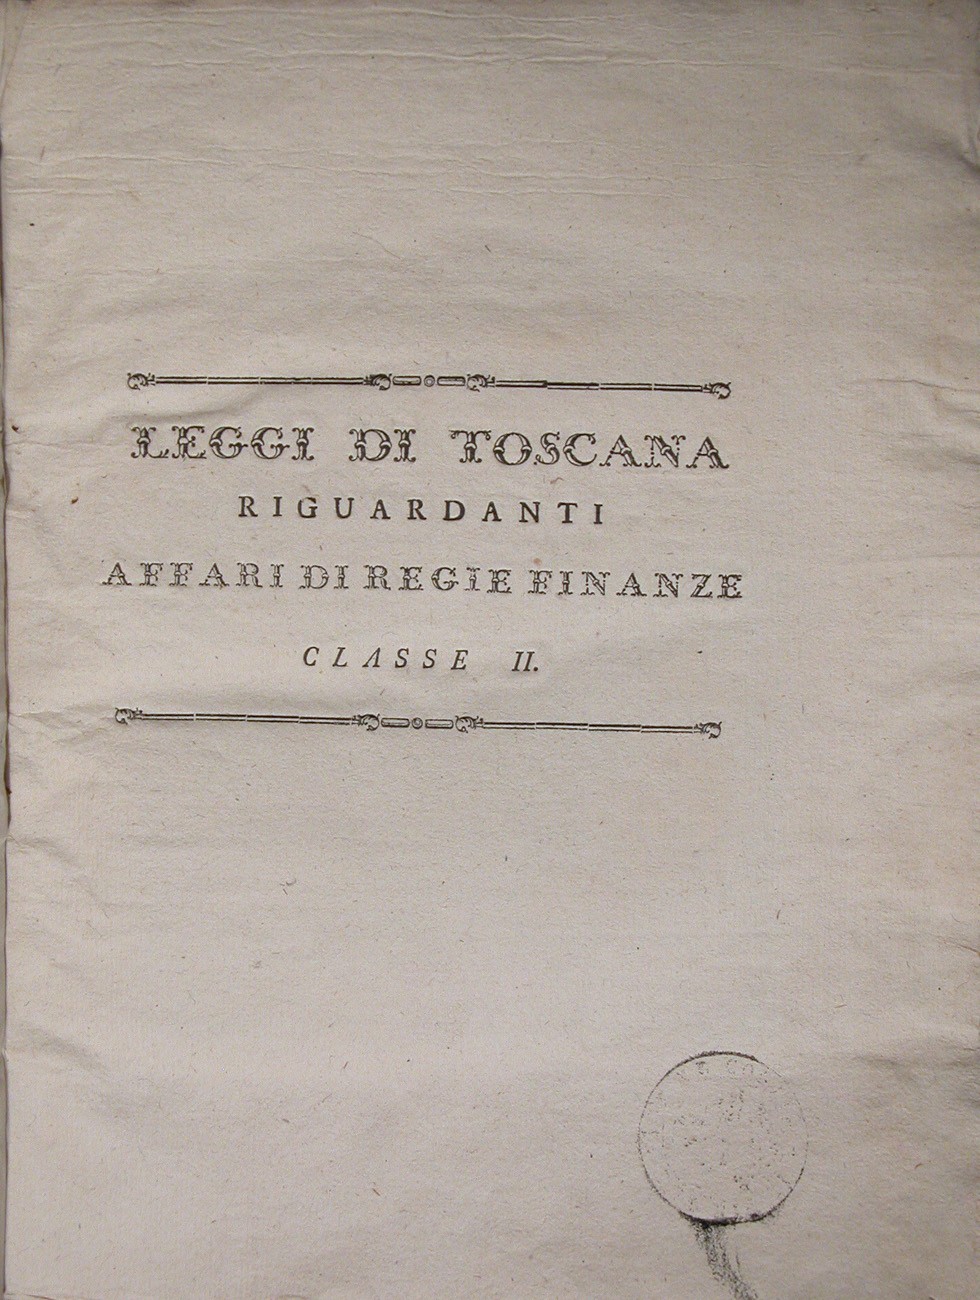 LEGGI DI TOSCANA
RIGUARDANTI
AFFARI DI REGIE FINANZE
CLASSE II.